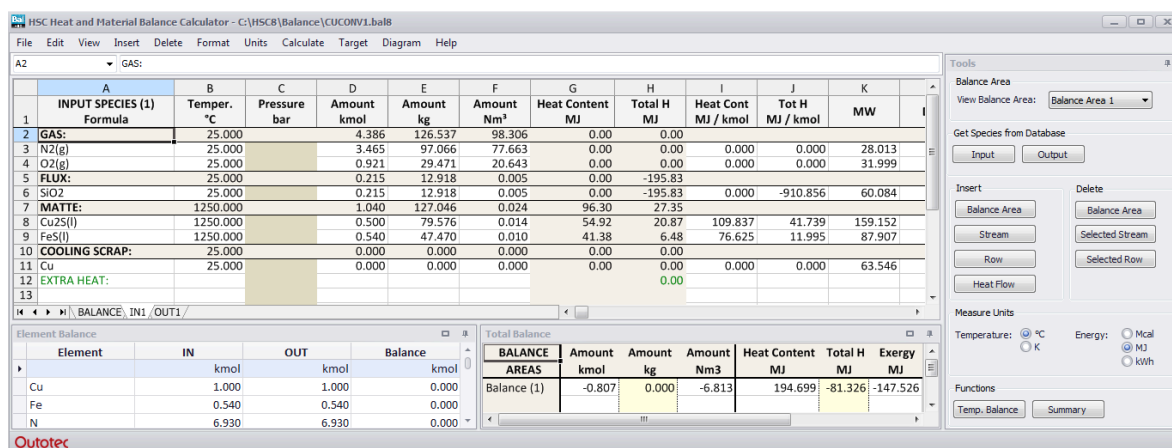 HSC Heat and Material Balance Calculator - C:\HSC8\Balance\CUCONV1.bal8
File Edit View Insert Delete Format Units Calculate Target Diagram Help
A2 GAS:
A B C D E F G H I J K
1 INPUT SPECIES (1) Formula Temper. °C Pressure bar Amount kmol Amount kg Amount Nm³ Heat Content MJ Total H MJ Heat Cont MJ / kmol Tot H MJ / kmol MW
2 GAS: 25.000 4.386 126.537 98.306 0.00 0.00
3 N2(g) 25.000 3.465 97.066 77.663 0.00 0.00 0.000 0.000 28.013
4 O2(g) 25.000 0.921 29.471 20.643 0.00 0.00 0.000 0.000 31.999
5 FLUX: 25.000 0.215 12.918 0.005 0.00 -195.83
6 SiO2 25.000 0.215 12.918 0.005 0.00 -195.83 0.000 -910.856 60.084
7 MATTE: 1250.000 1.040 127.046 0.024 96.30 27.35
8 Cu2S(l) 1250.000 0.500 79.576 0.014 54.92 20.87 109.837 41.739 159.152
9 FeS(l) 1250.000 0.540 47.470 0.010 41.38 6.48 76.625 11.995 87.907
10 COOLING SCRAP: 25.000 0.000 0.000 0.000 0.00 0.00
11 Cu 25.000 0.000 0.000 0.000 0.00 0.00 0.000 0.000 63.546
12 EXTRA HEAT: 0.00
13
BALANCE IN1 OUT1
Element Balance
Element IN OUT Balance
kmol kmol kmol
Cu 1.000 1.000 0.000
Fe 0.540 0.540 0.000
N 6.930 6.930 0.000
Total Balance
BALANCE Amount Amount Amount Heat Content Total H Exergy
AREAS kmol kg Nm3 MJ MJ MJ
Balance (1) -0.807 0.000 -6.813 194.699 -81.326 -147.526
Tools
Balance Area
View Balance Area: Balance Area 1
Get Species from Database
Input Output
Insert Delete
Balance Area Balance Area
Stream Selected Stream
Row Selected Row
Heat Flow
Measure Units
Temperature: °C Energy: Mcal
K MJ
kWh
Functions
Temp. Balance Summary
Outotec